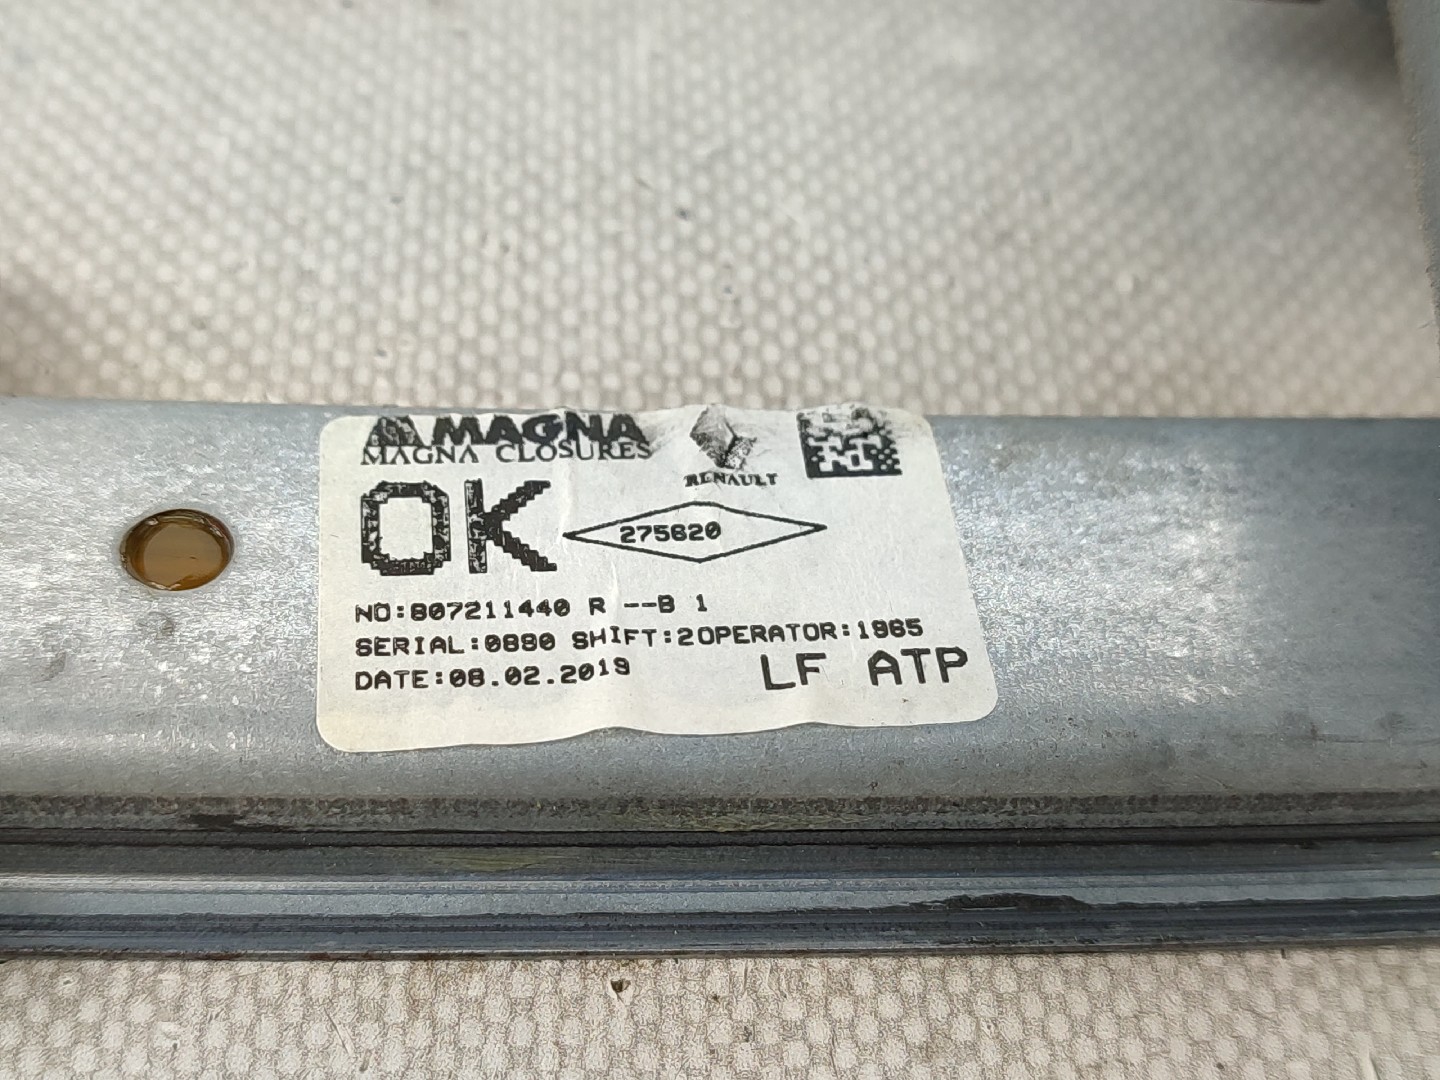 MAGNA
MAGNA CLOSURES
RENAULT
OK
275620
NO:807211440 R --B 1
SERIAL:0880 SHIFT:2OPERATOR:1965
DATE:08.02.2019
LF ATP